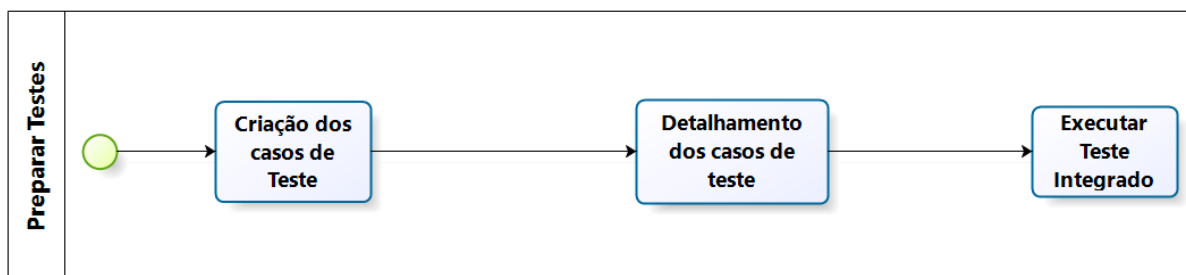 Preparar Testes
Criação dos
casos de
Teste
Detalhamento
dos casos de
teste
Executar
Teste
Integrado